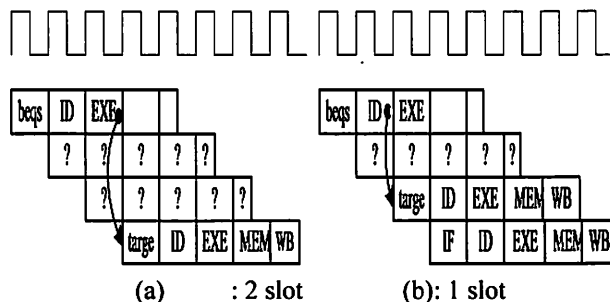 beqs ID EXE
? ? ? ? ?
? ? ? ? ?
targe ID EXE MEM WB
(a) : 2 slot
beqs ID EXE
? ? ? ? ?
targe ID EXE MEM WB
IF ID EXE MEM WB
(b): 1 slot